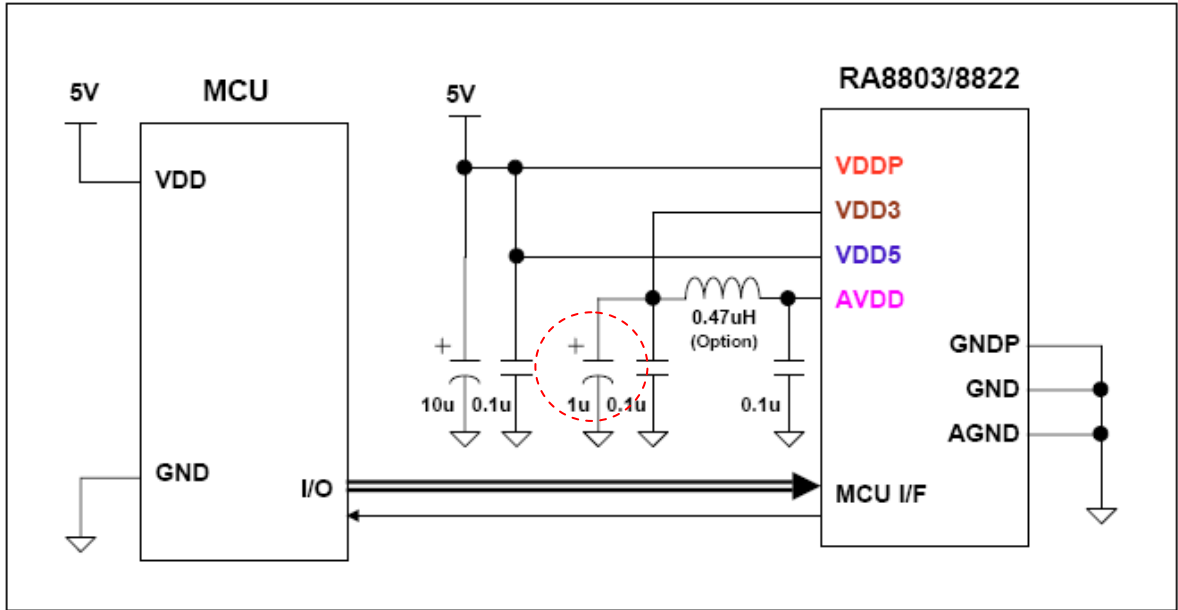 5V
MCU
VDD
GND
I/O
5V
RA8803/8822
VDDP
VDD3
VDD5
AVDD
0.47uH
(Option)
+
10u
0.1u
+
1u
0.1u
0.1u
GNDP
GND
AGND
MCU I/F